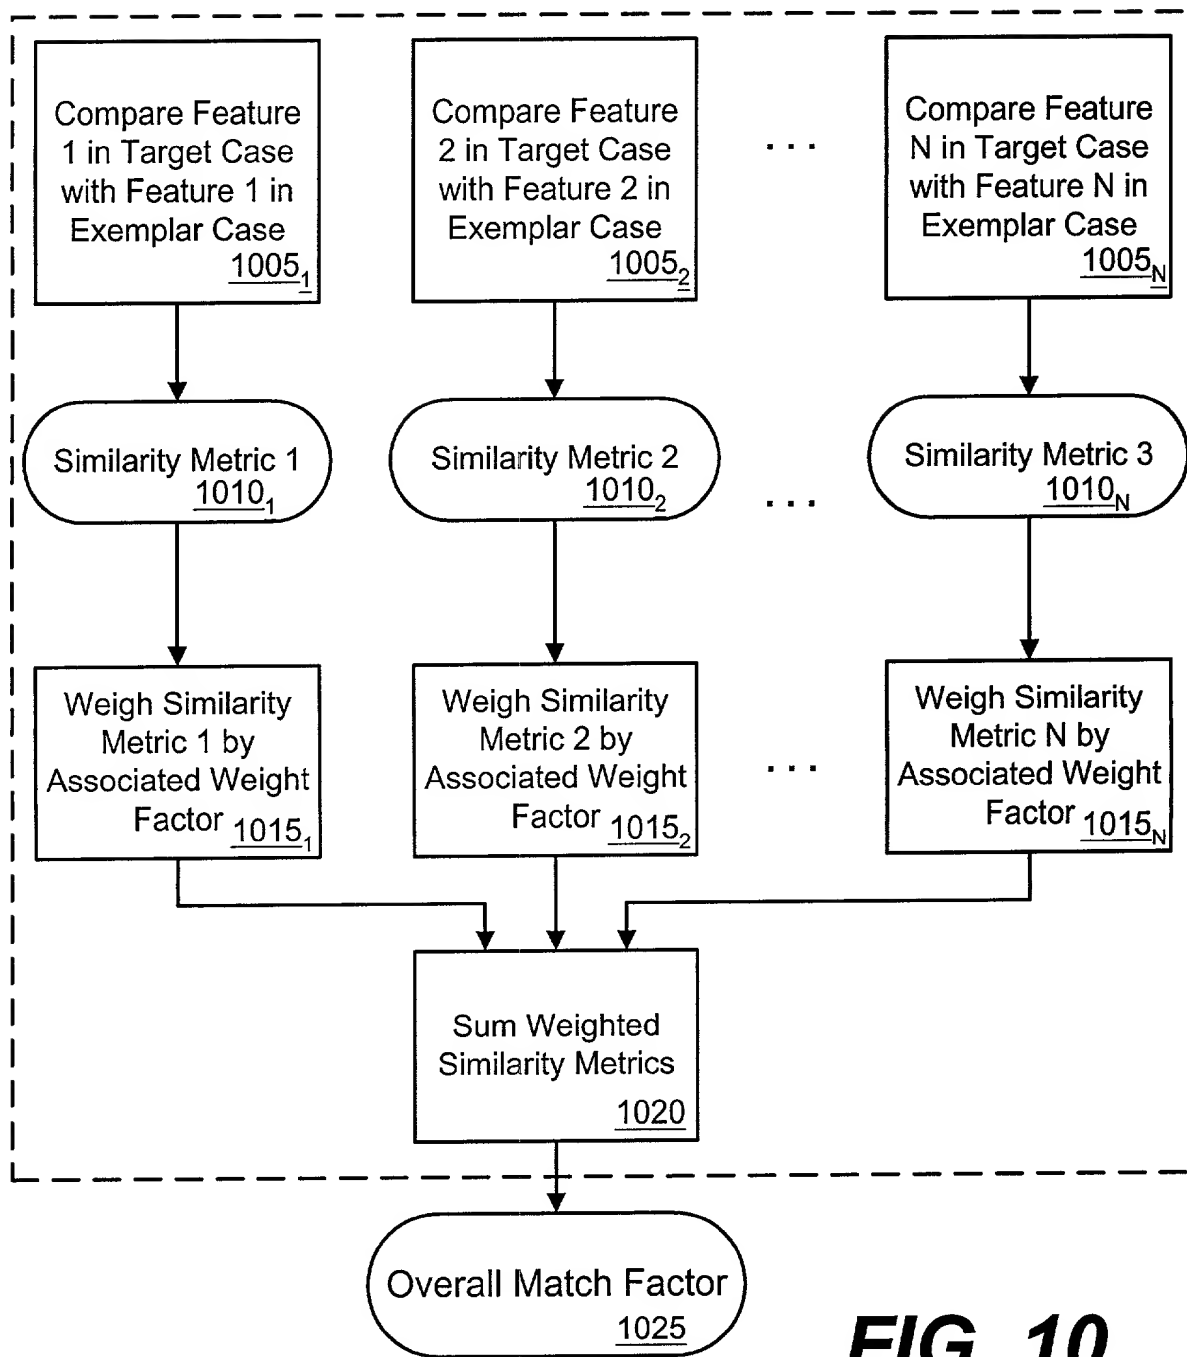 Compare Feature
1 in Target Case
with Feature 1 in
Exemplar Case
1005₁
Compare Feature
2 in Target Case
with Feature 2 in
Exemplar Case
1005₂
. . .
Compare Feature
N in Target Case
with Feature N in
Exemplar Case
1005N
Similarity Metric 1
1010₁
Similarity Metric 2
1010₂
. . .
Similarity Metric 3
1010N
Weigh Similarity
Metric 1 by
Associated Weight
Factor 1015₁
Weigh Similarity
Metric 2 by
Associated Weight
Factor 1015₂
. . .
Weigh Similarity
Metric N by
Associated Weight
Factor 1015N
Sum Weighted
Similarity Metrics
1020
Overall Match Factor
1025
FIG. 10